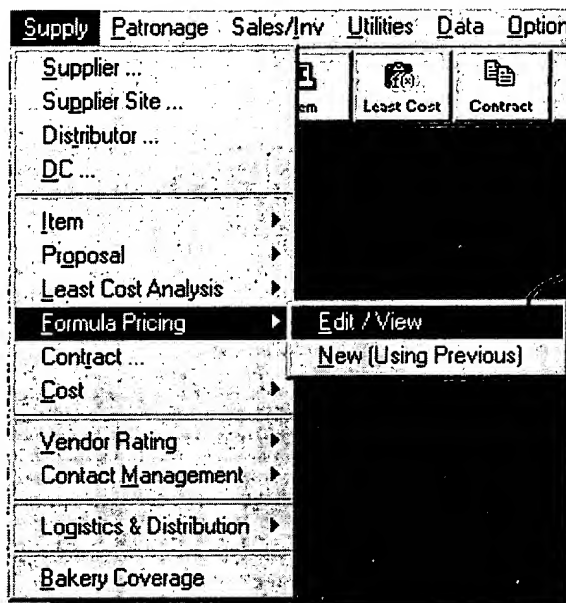 Supply Patronage Sales/Inv Utilities Data Option
Supplier ...
Supplier Site ...
Distributor ...
DC ...
Least Cost Contract
Item
Proposal
Least Cost Analysis
Formula Pricing
Edit / View
Contract ...
New (Using Previous)
Cost
Vendor Rating
Contact Management
Logistics & Distribution
Bakery Coverage